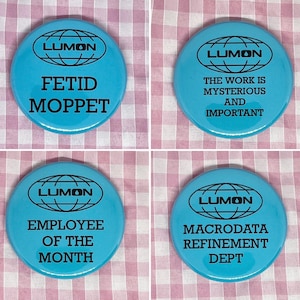 LUMON
FETID
MOPPET
LUMON
THE WORK IS
MYSTERIOUS
AND
IMPORTANT
LUMON
EMPLOYEE
OF THE
MONTH
LUMON
MACRODATA
REFINEMENT
DEPT